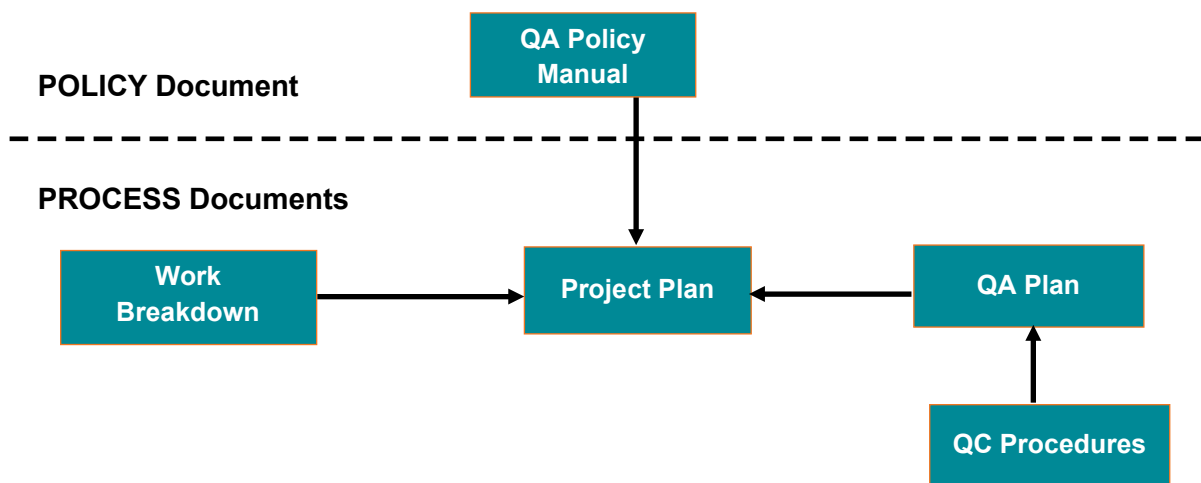 QA Policy
Manual
POLICY Document
PROCESS Documents
Work
Breakdown
Project Plan
QA Plan
QC Procedures